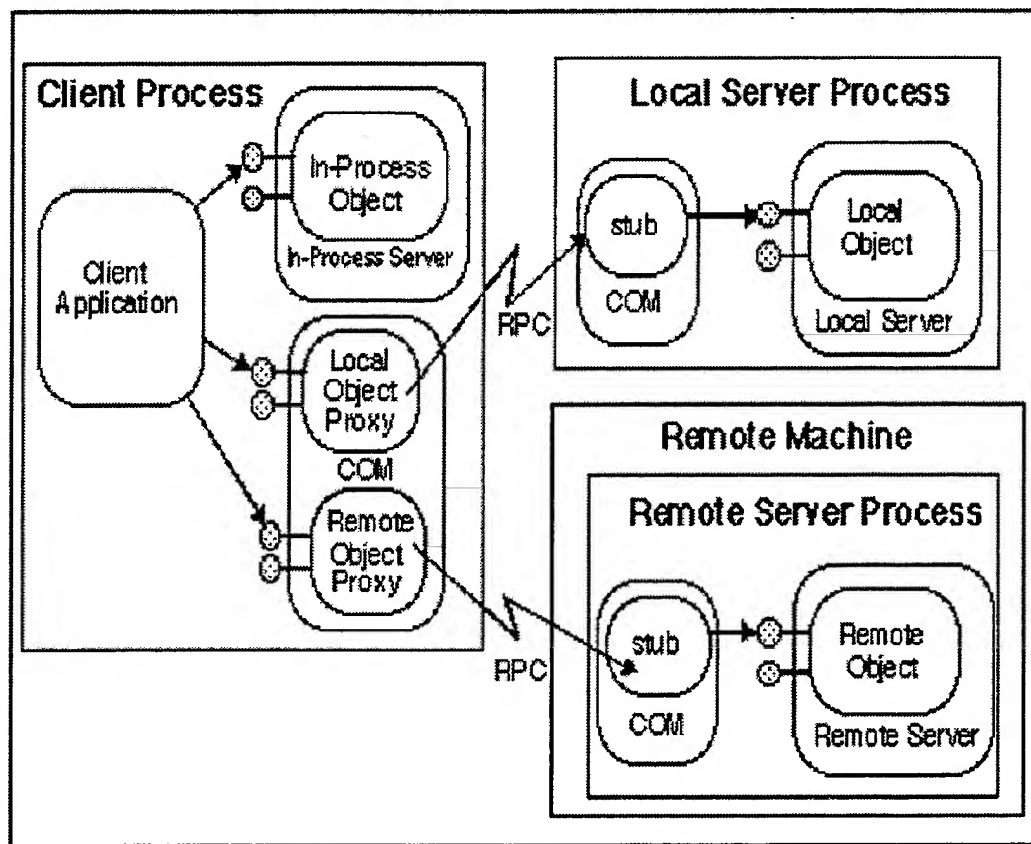 Client Process
In-Process
Object
In-Process Server
Client
Application
Local
Object
Proxy
COM
Remote
Object
Proxy
RPC
RPC
Local Server Process
stub
COM
Local
Object
Local Server
Remote Machine
Remote Server Process
stub
COM
Remote
Object
Remote Server